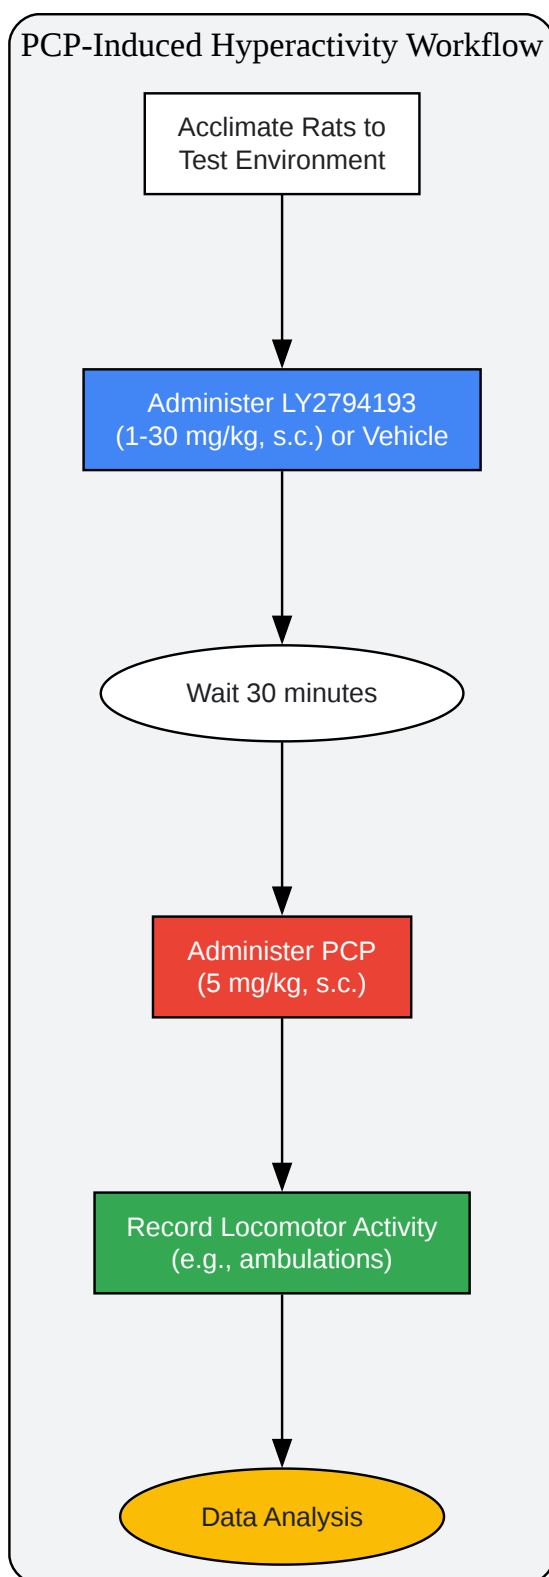 PCP-Induced Hyperactivity Workflow
Acclimate Rats to
Test Environment
Administer LY2794193
(1-30 mg/kg, s.c.) or Vehicle
Wait 30 minutes
Administer PCP
(5 mg/kg, s.c.)
Record Locomotor Activity
(e.g., ambulations)
Data Analysis